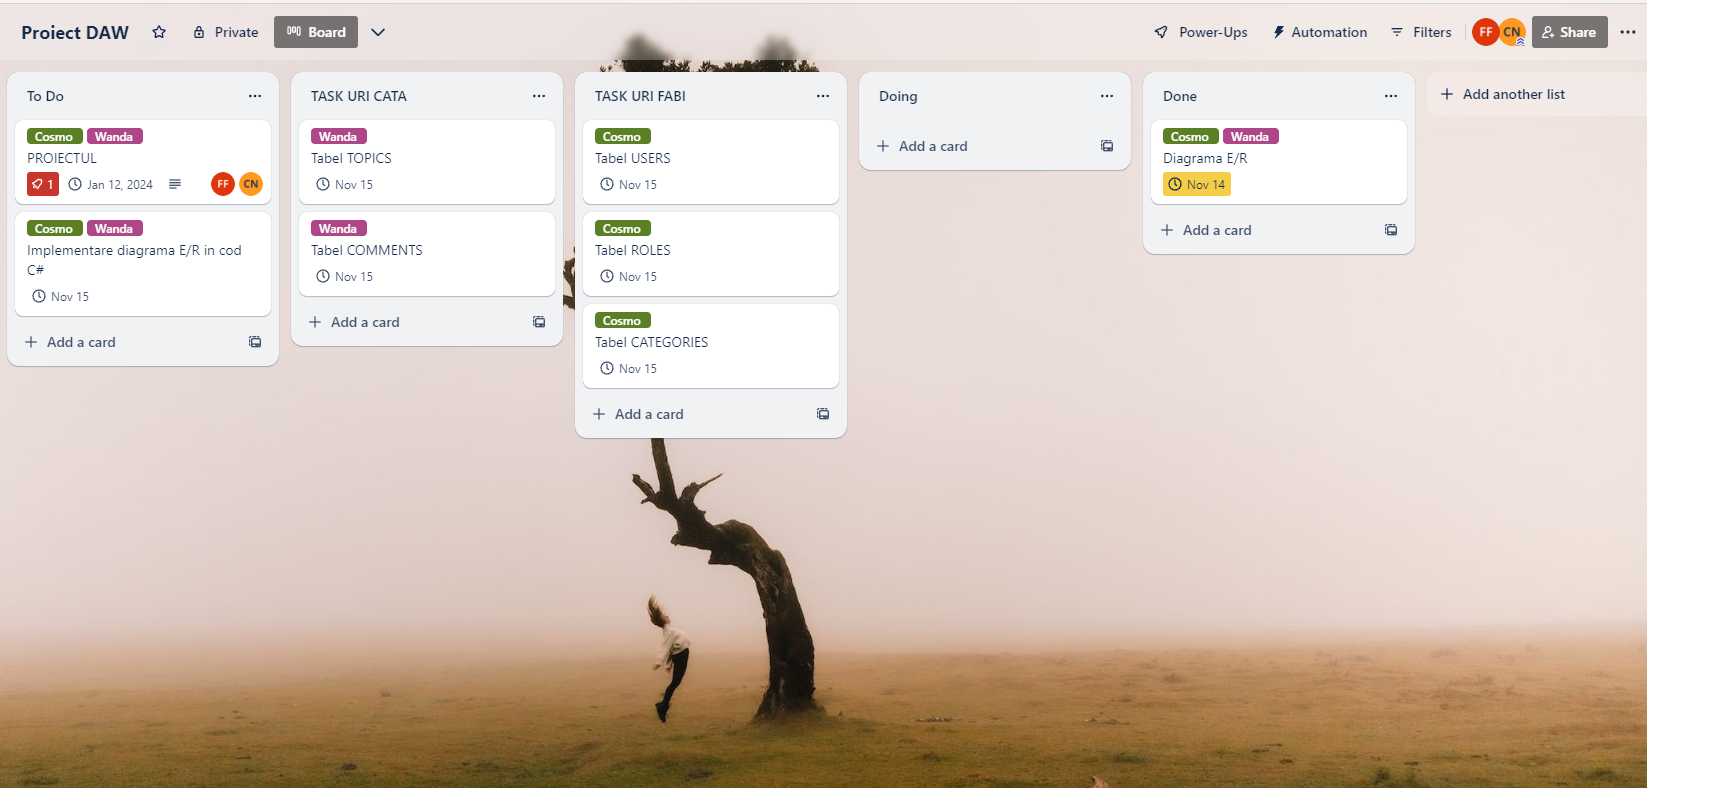 Proiect DAW
Private
Board
Power-Ups
Automation
Filters
FF
CN
Share
To Do
Cosmo Wanda
PROIECTUL
1 Jan 12, 2024 FF CN
Cosmo Wanda
Implementare diagrama E/R in cod
C#
Nov 15
Add a card
TASK URI CATA
Wanda
Tabel TOPICS
Nov 15
Wanda
Tabel COMMENTS
Nov 15
Add a card
TASK URI FABI
Cosmo
Tabel USERS
Nov 15
Cosmo
Tabel ROLES
Nov 15
Cosmo
Tabel CATEGORIES
Nov 15
Add a card
Doing
Add a card
Done
Cosmo Wanda
Diagrama E/R
Nov 14
Add a card
Add another list